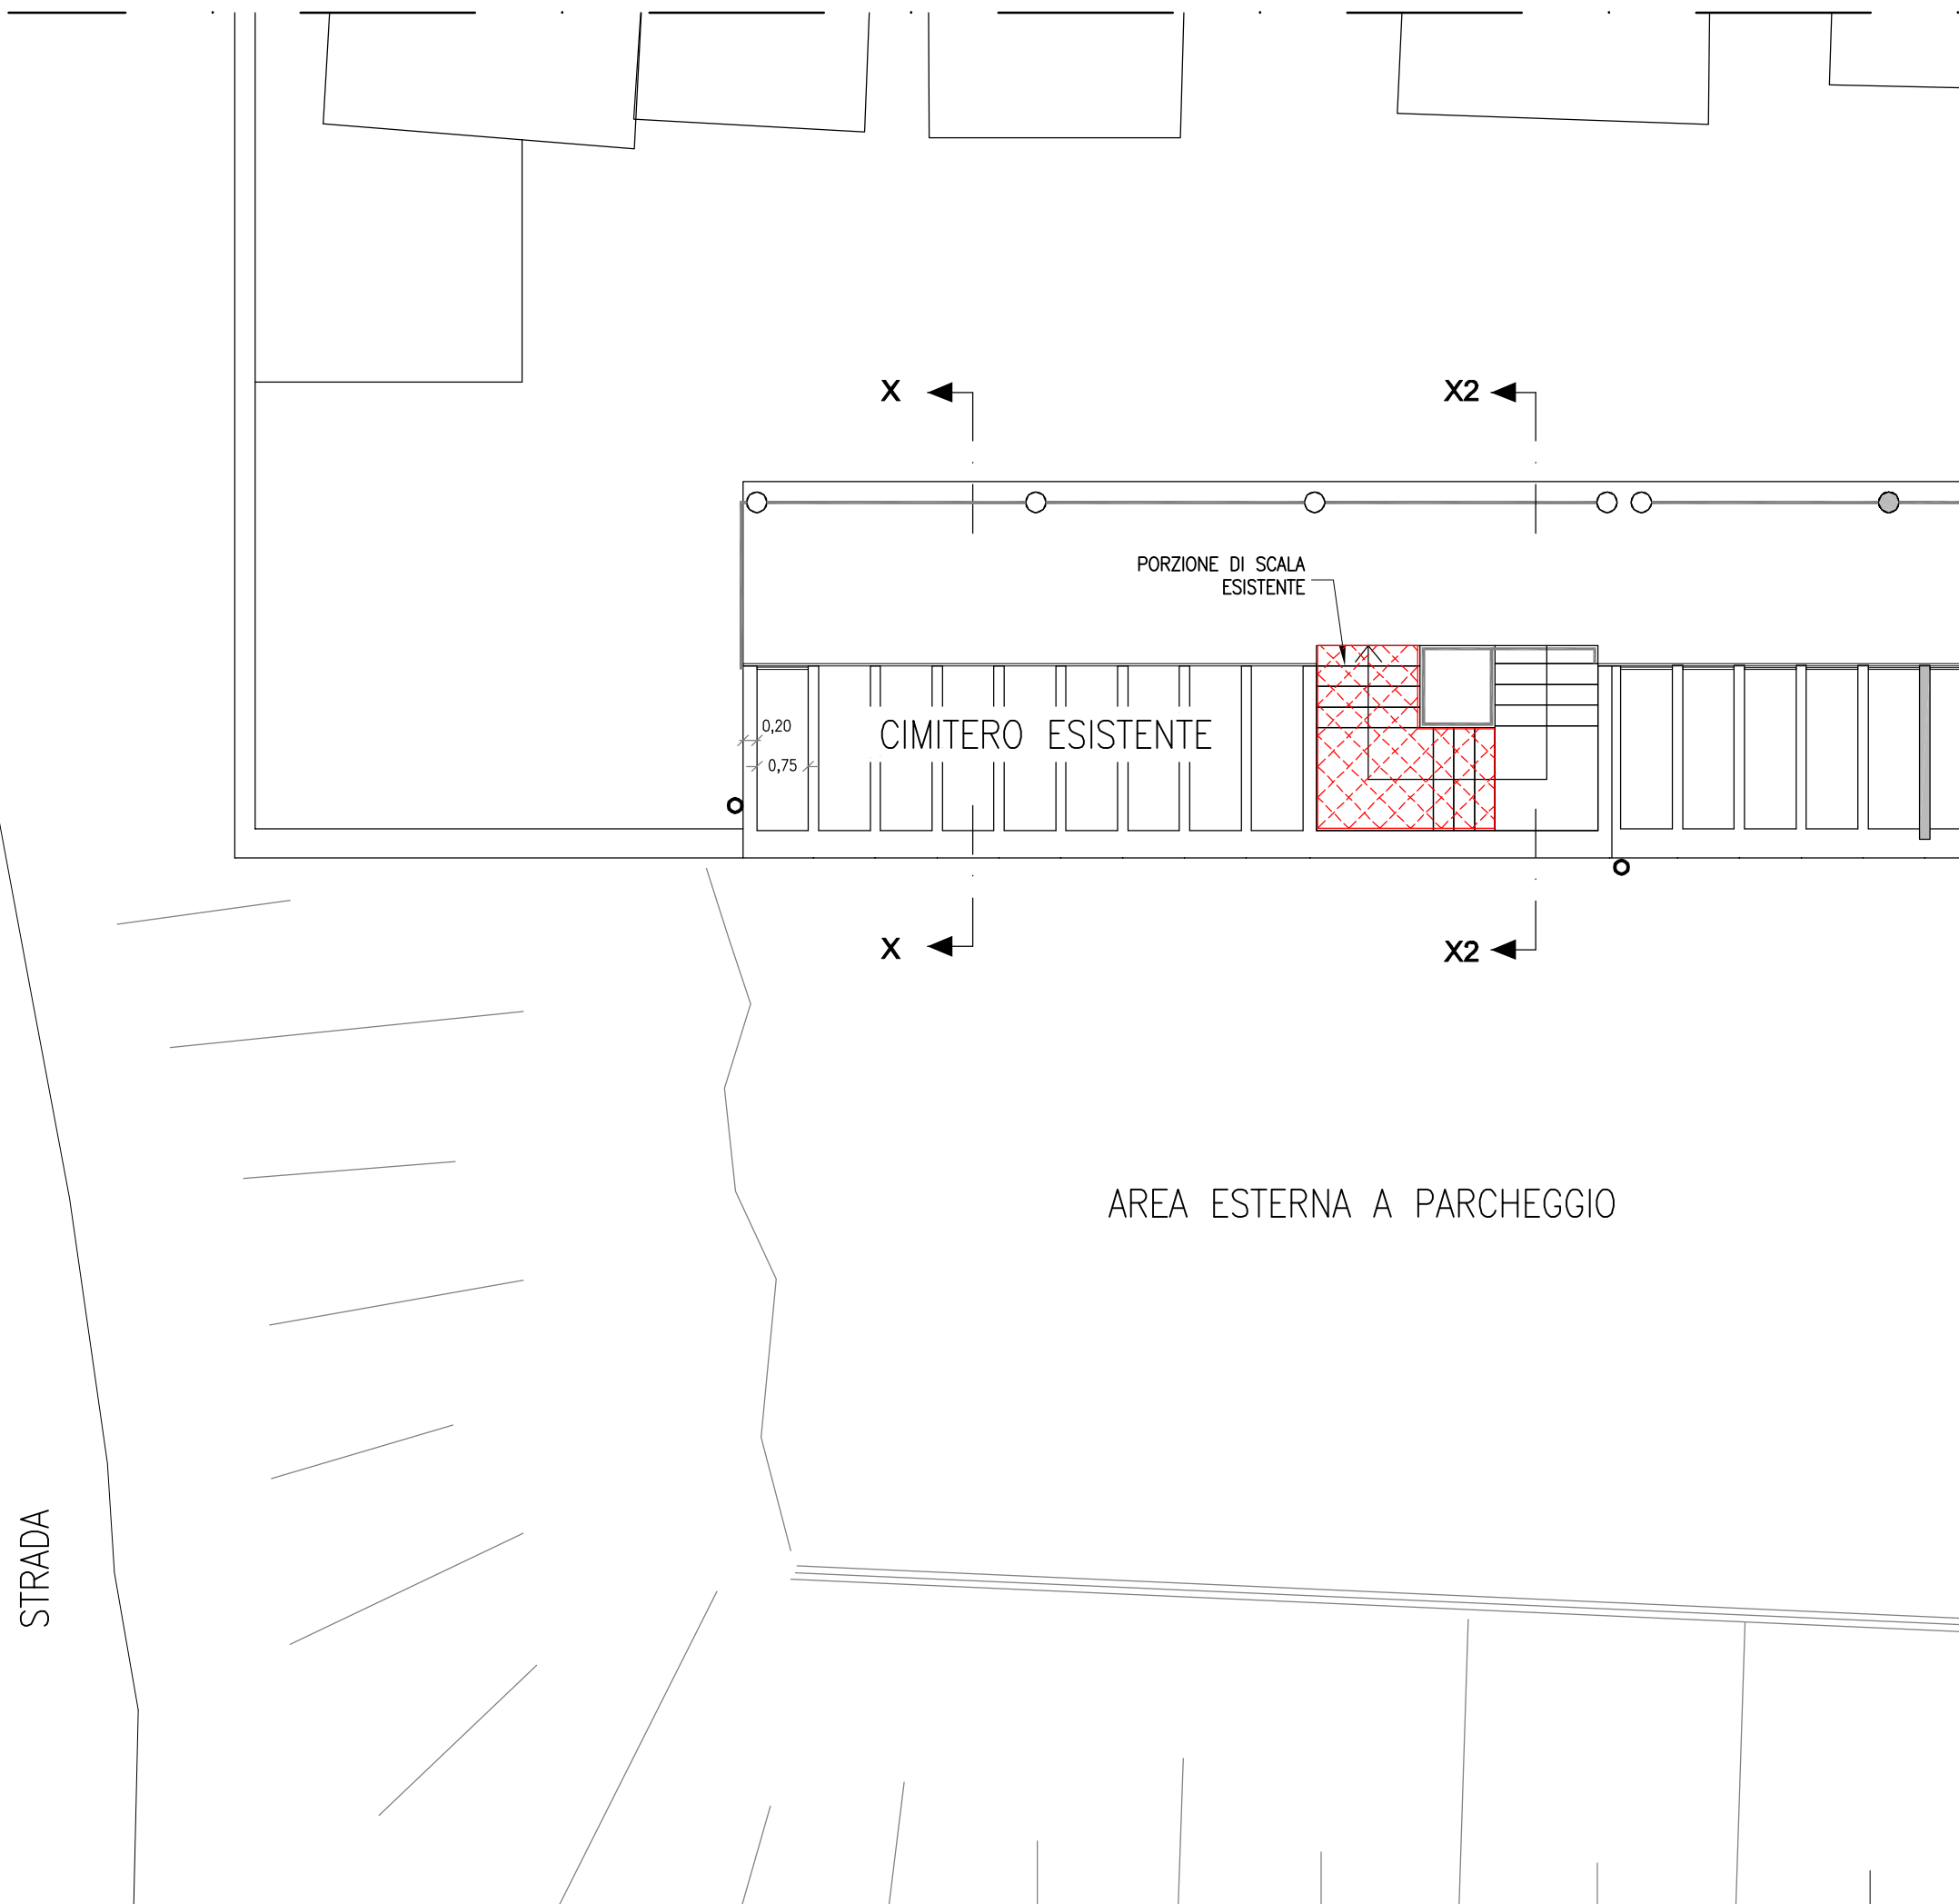 X
X2
PORZIONE DI SCALA
ESISTENTE
0,20
CIMITERO ESISTENTE
0,75
X
X2
AREA ESTERNA A PARCHEGGIO
STRADA